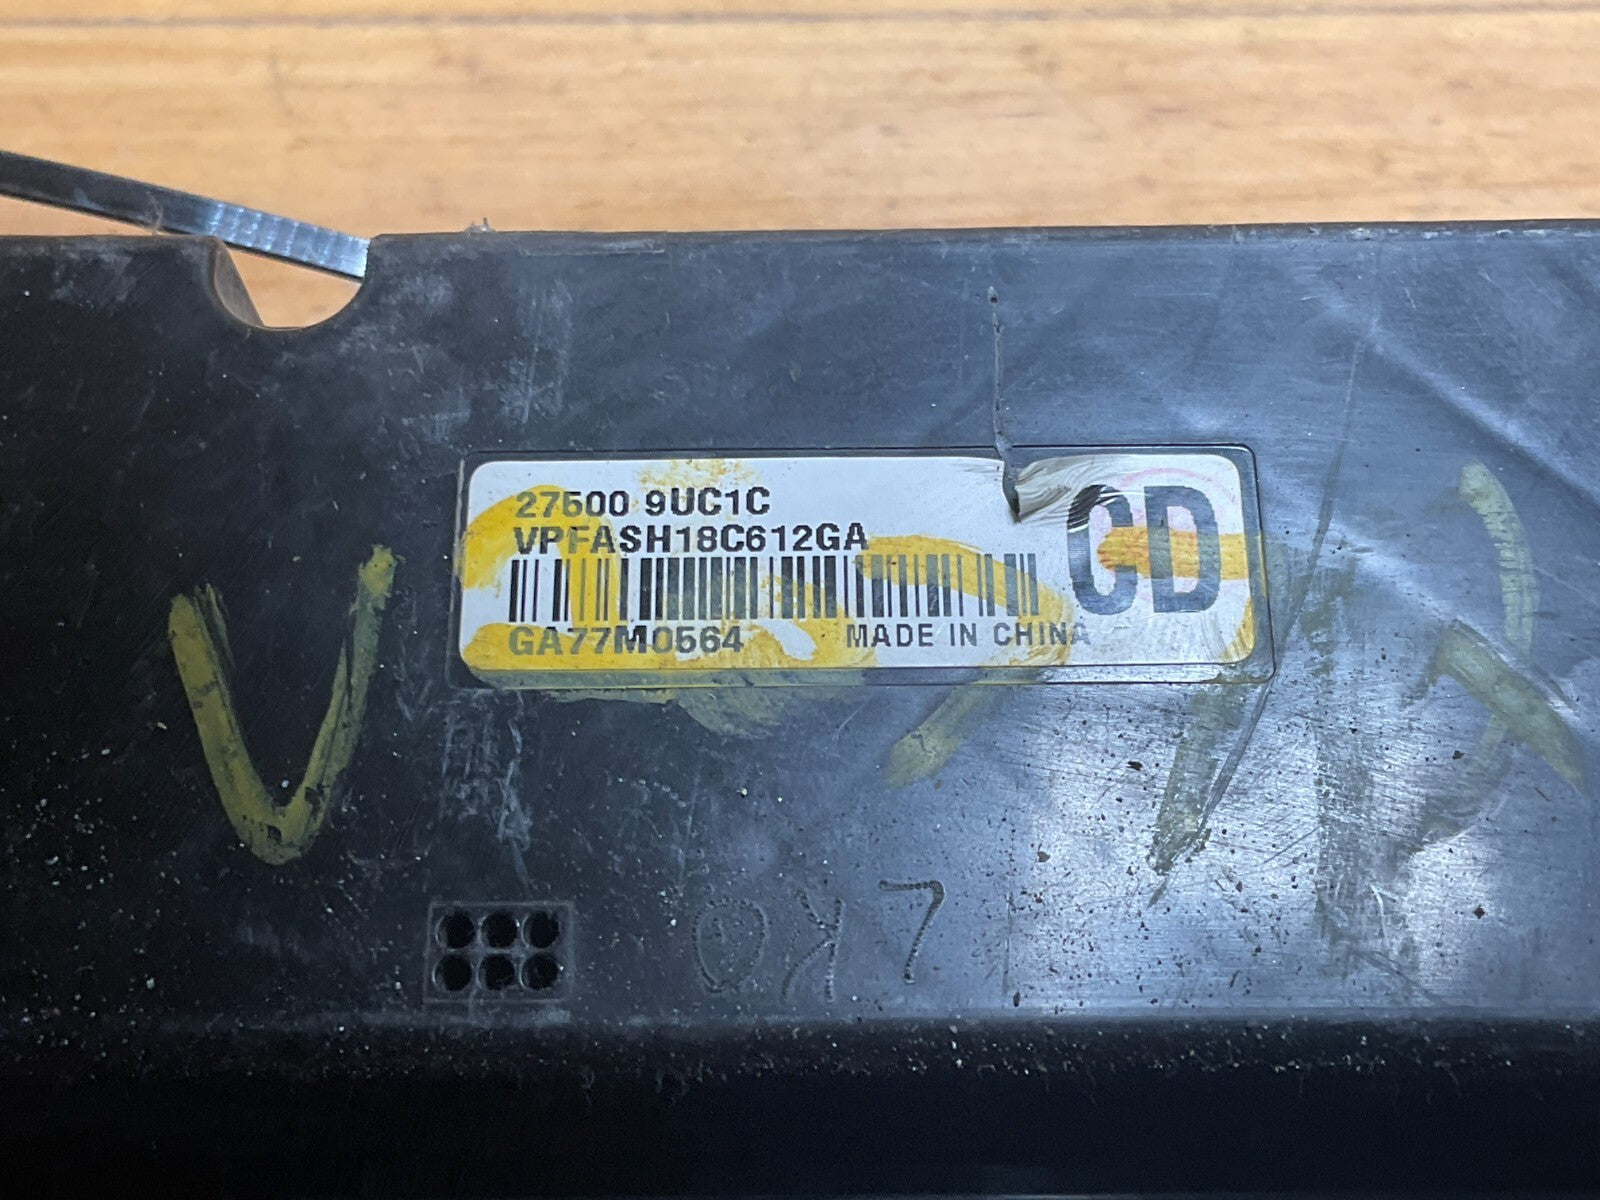 27500 9UC1C
VPFASH18C612GA
CD
GA77M0564 MADE IN CHINA